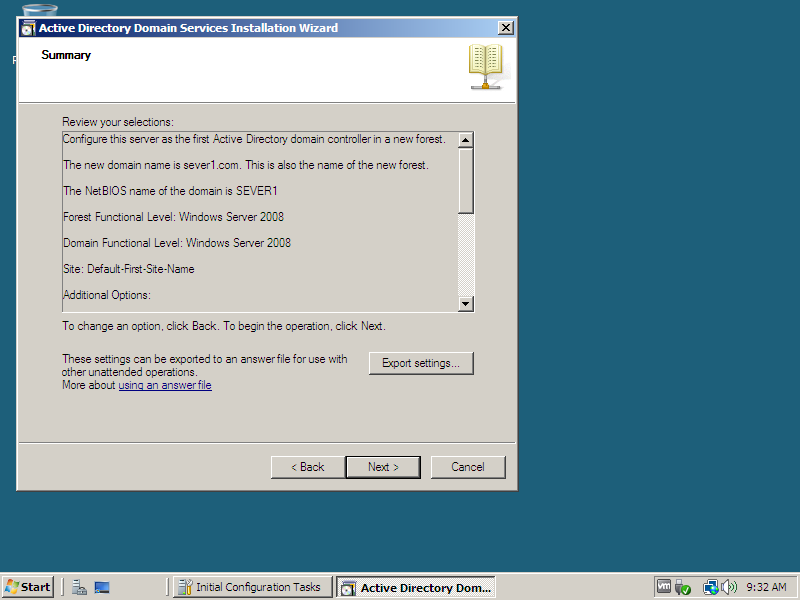 Active Directory Domain Services Installation Wizard
Summary
Review your selections:
Configure this server as the first Active Directory domain controller in a new forest.
The new domain name is sever1.com. This is also the name of the new forest.
The NetBIOS name of the domain is SEVER1
Forest Functional Level: Windows Server 2008
Domain Functional Level: Windows Server 2008
Site: Default-First-Site-Name
Additional Options:
To change an option, click Back. To begin the operation, click Next.
These settings can be exported to an answer file for use with
other unattended operations.
More about using an answer file
Export settings...
< Back
Next >
Cancel
Start
Initial Configuration Tasks
Active Directory Dom...
vm
9:32 AM